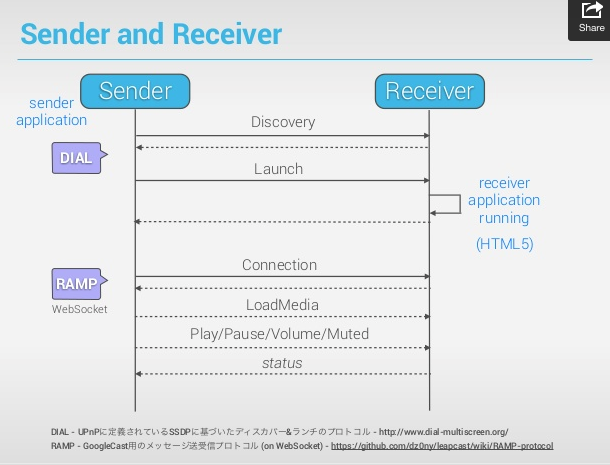 Share
Sender and Receiver
Sender
Receiver
sender
application
Discovery
DIAL
Launch
receiver
application
running
(HTML5)
Connection
RAMP
WebSocket
LoadMedia
Play/Pause/Volume/Muted
status
DIAL - UPnPに定義されているSSDPに基づいたディスカバー&ランチのプロトコル - http://www.dial-multiscreen.org/
RAMP - GoogleCast用のメッセージ送受信プロトコル (on WebSocket) - https://github.com/dz0ny/leapcast/wiki/RAMP-protocol